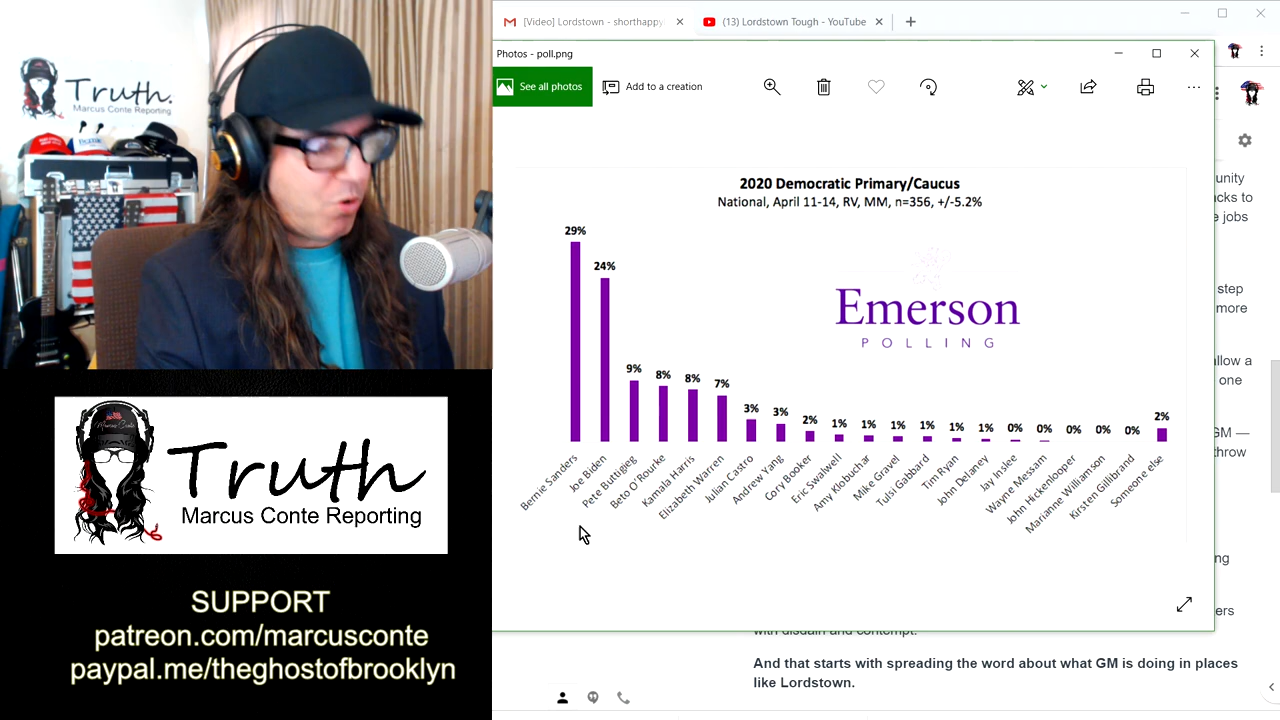 [Video] Lordstown - shorthappy
(13) Lordstown Tough - YouTube
Photos - poll.png
See all photos
Add to a creation
Truth.
Marcus Conte Reporting
2020 Democratic Primary/Caucus
National, April 11-14, RV, MM, n=356, +/-5.2%
29%
24%
9%
8%
8%
7%
3%
3%
2%
1%
1%
1%
1%
1%
1%
0%
0%
0%
0%
0%
2%
Emerson
POLLING
Bernie Sanders
Joe Biden
Pete Buttigieg
Beto O'Rourke
Kamala Harris
Elizabeth Warren
Julian Castro
Andrew Yang
Cory Booker
Eric Swalwell
Amy Klobuchar
Mike Gravel
Tulsi Gabbard
Tim Ryan
John Delaney
Jay Inslee
Wayne Messam
John Hickenlooper
Marianne Williamson
Kirsten Gillibrand
Someone else
unity
cks to
e jobs
step
more
llow a
one
GM —
throw
ng
ers
with disdain and contempt.
And that starts with spreading the word about what GM is doing in places
like Lordstown.
Marcus Conte
Truth
Marcus Conte Reporting
SUPPORT
patreon.com/marcusconte
paypal.me/theghostofbrooklyn